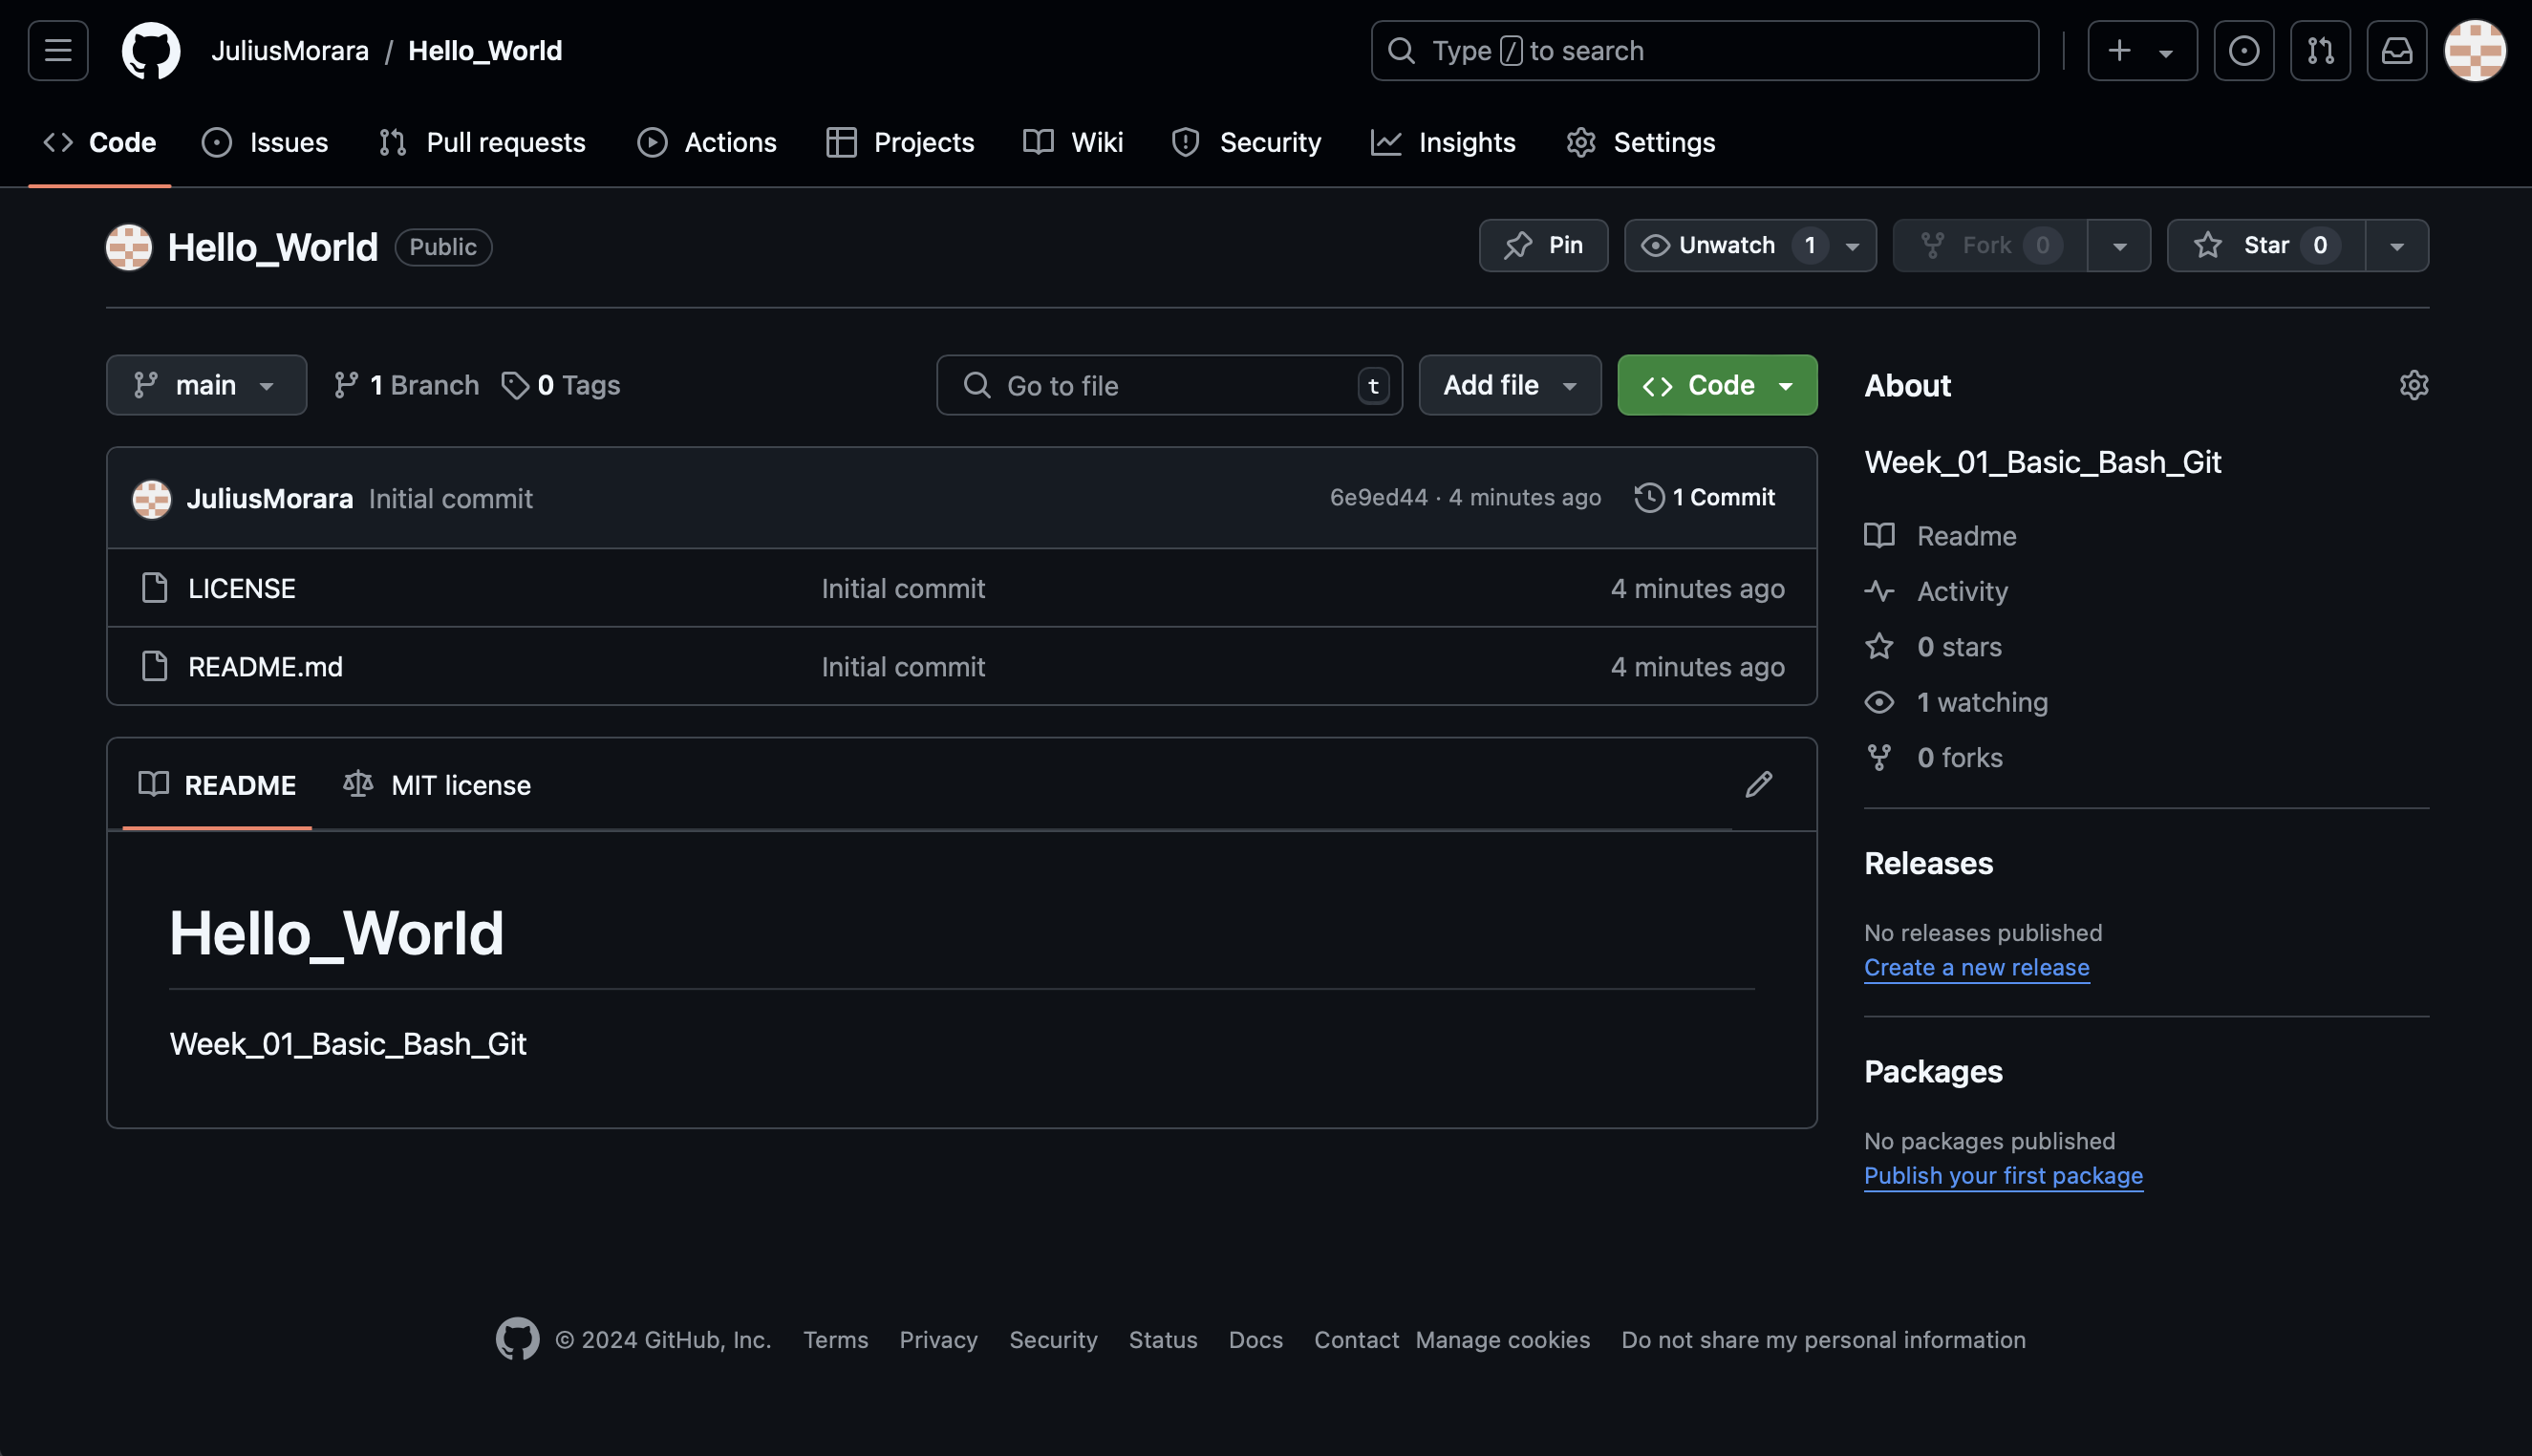 JuliusMorara / Hello_World
Type / to search
Code Issues Pull requests Actions Projects Wiki Security Insights Settings
Hello_World Public
Pin Unwatch 1 Fork 0 Star 0
main 1 Branch 0 Tags Go to file t Add file Code
JuliusMorara Initial commit 6e9ed44 · 4 minutes ago 1 Commit
LICENSE Initial commit 4 minutes ago
README.md Initial commit 4 minutes ago
README MIT license
Hello_World
Week_01_Basic_Bash_Git
About
Week_01_Basic_Bash_Git
Readme
Activity
0 stars
1 watching
0 forks
Releases
No releases published
Create a new release
Packages
No packages published
Publish your first package
© 2024 GitHub, Inc. Terms Privacy Security Status Docs Contact Manage cookies Do not share my personal information